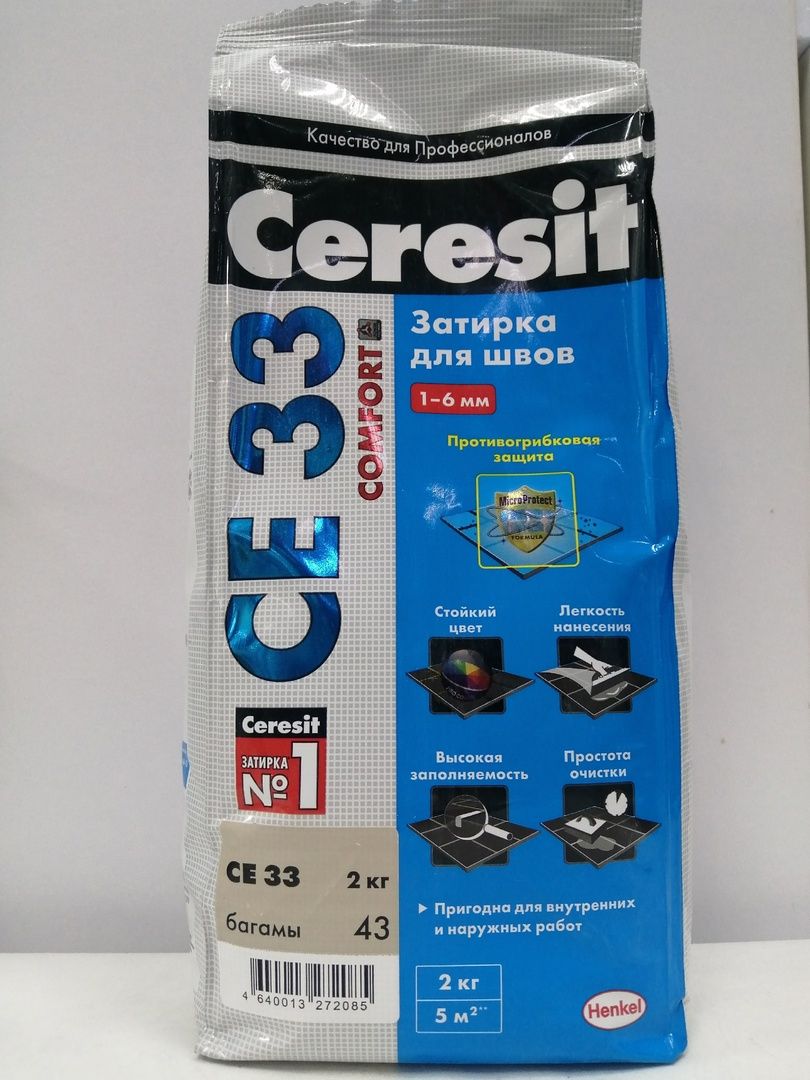 Качество для Профессионалов
Ceresit
CE 33
COMFORT
Затирка
для швов
1-6 мм
Противогрибковая
защита
MicroProtect
FORMULA
Стойкий
цвет
Легкость
нанесения
Высокая
заполняемость
Простота
очистки
Ceresit
ЗАТИРКА
№1
CE 33 2 кг
багамы 43
4 640013 272085
▶ Пригодна для внутренних
и наружных работ
2 кг
5 м²**
Henkel